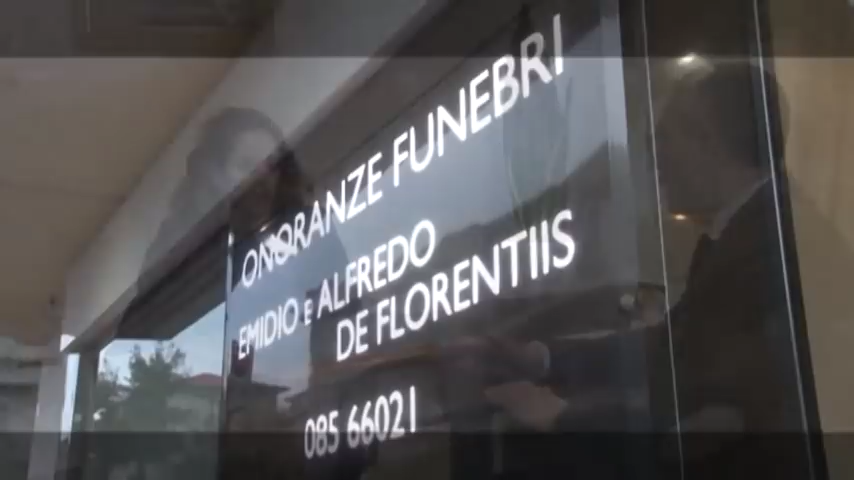 ONORANZE FUNEBRI
EMIDIO E ALFREDO
DE FLORENTIIS
085 66021